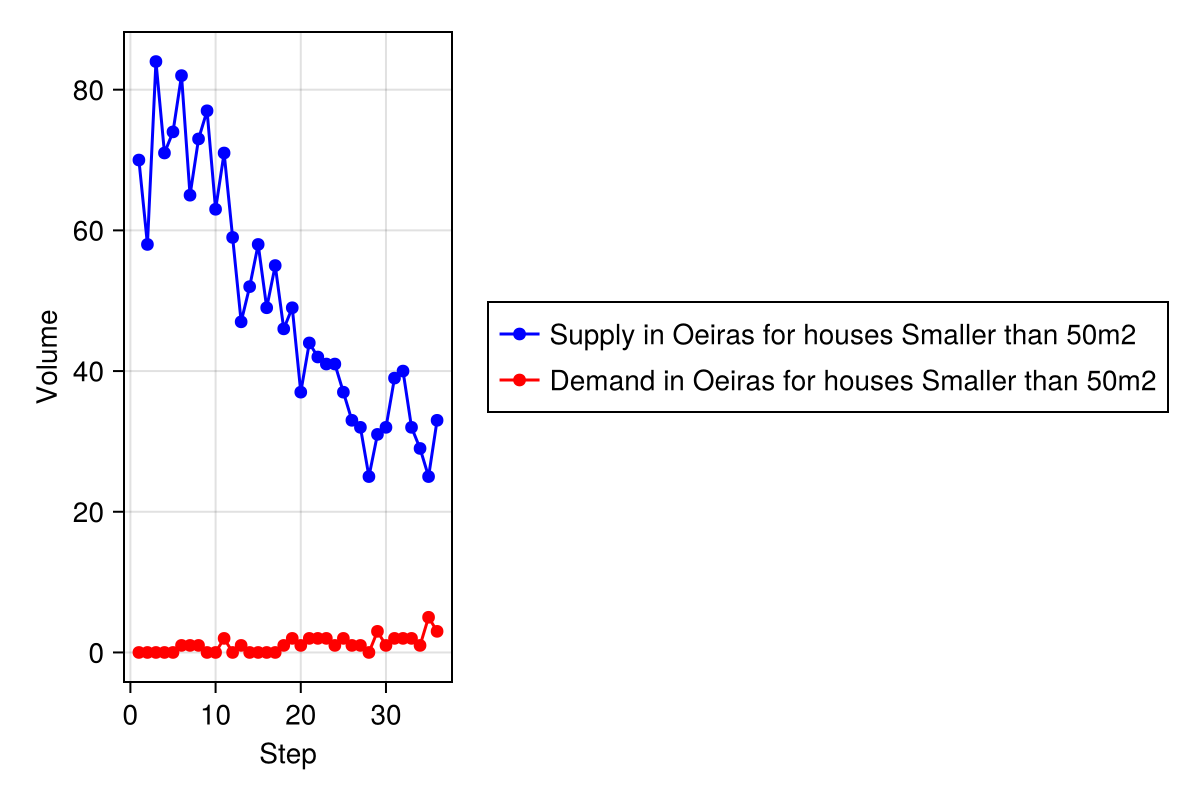 80
60
40
20
0
Volume
0 10 20 30
Step
Supply in Oeiras for houses Smaller than 50m2
Demand in Oeiras for houses Smaller than 50m2